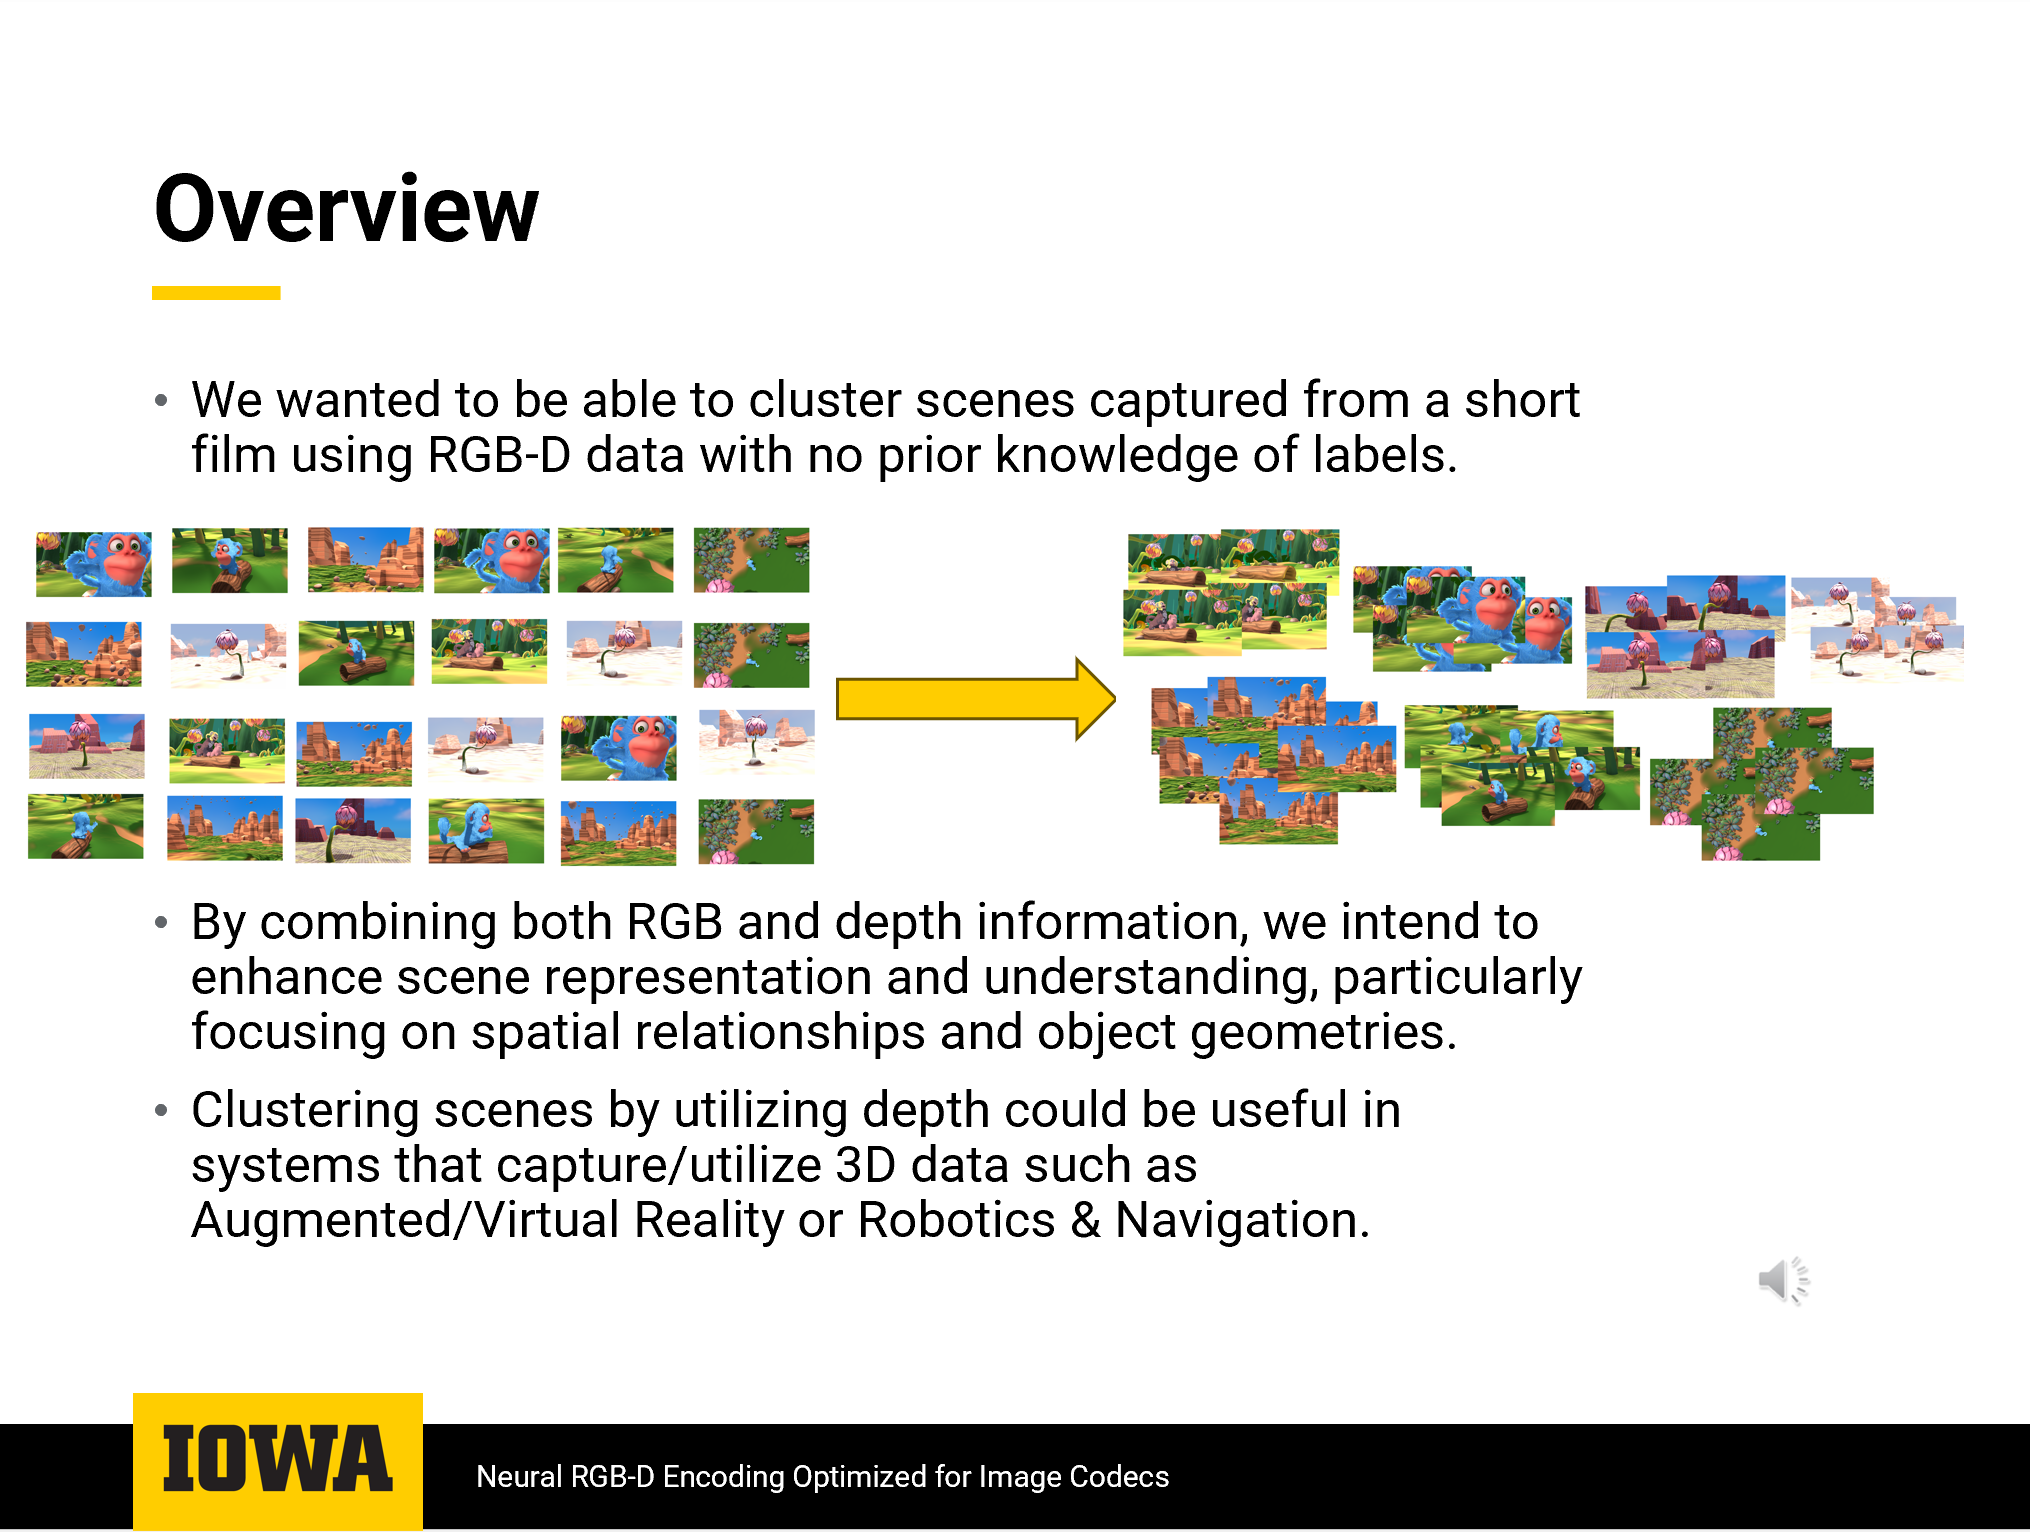 Overview
• We wanted to be able to cluster scenes captured from a short
film using RGB-D data with no prior knowledge of labels.
• By combining both RGB and depth information, we intend to
enhance scene representation and understanding, particularly
focusing on spatial relationships and object geometries.
• Clustering scenes by utilizing depth could be useful in
systems that capture/utilize 3D data such as
Augmented/Virtual Reality or Robotics & Navigation.
IOWA
Neural RGB-D Encoding Optimized for Image Codecs